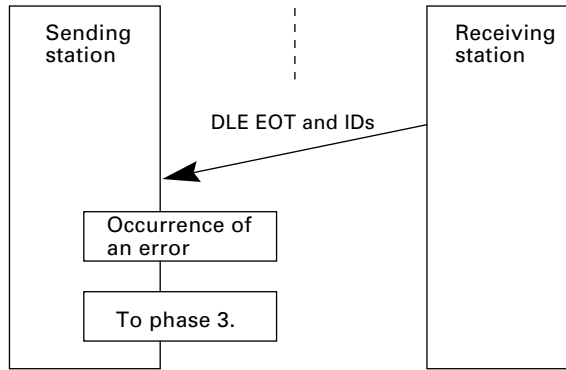 Sending
station
Receiving
station
DLE EOT and IDs
Occurrence of
an error
To phase 3.